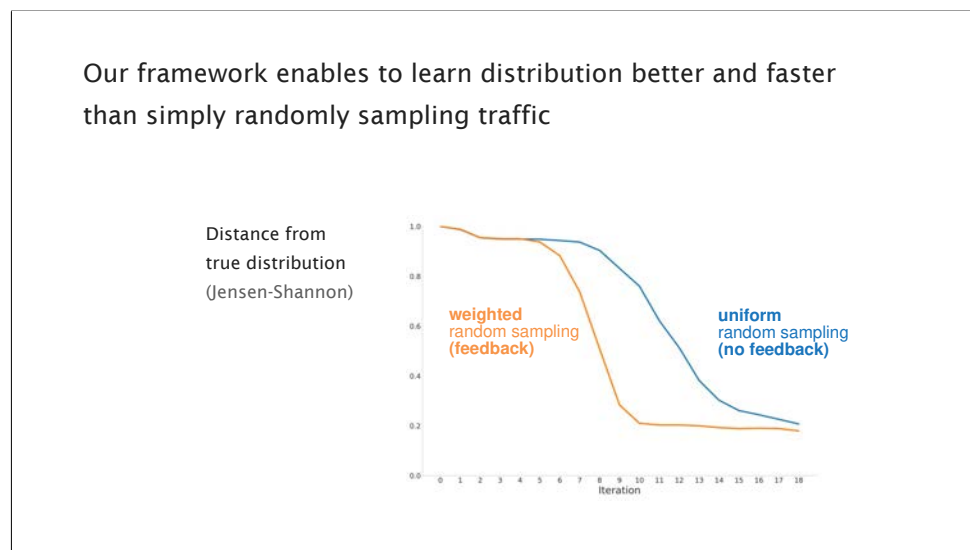 Our framework enables to learn distribution better and faster
than simply randomly sampling traffic
Distance from
true distribution
(Jensen-Shannon)
1.0
0.8
0.6
0.4
0.2
0.0
weighted
random sampling
(feedback)
uniform
random sampling
(no feedback)
0 1 2 3 4 5 6 7 8 9 10 11 12 13 14 15 16 17 18
Iteration